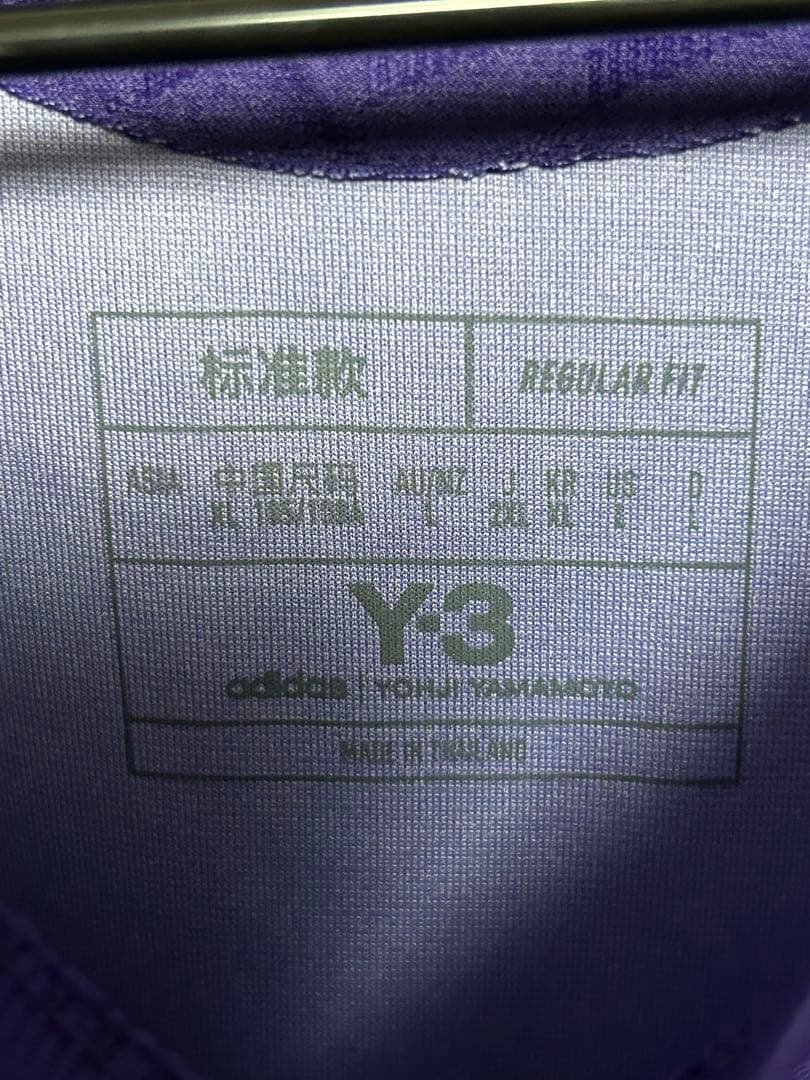 标准款 REGULAR FIT
ASIA 中国尺码 AU/NZ J KR US D
XL 185/108A L 2XL XL L L
Y-3
adidas | YOHJI YAMAMOTO
MADE IN THAILAND